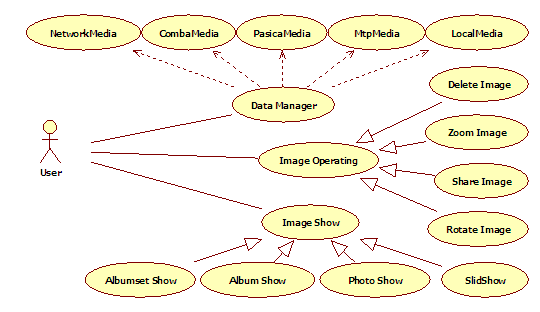 NetworkMedia
CombaMedia
PasicaMedia
MtpMedia
LocalMedia
Delete Image
Data Manager
Zoom Image
Image Operating
User
Share Image
Image Show
Rotate Image
Albumset Show
Album Show
Photo Show
SlidShow